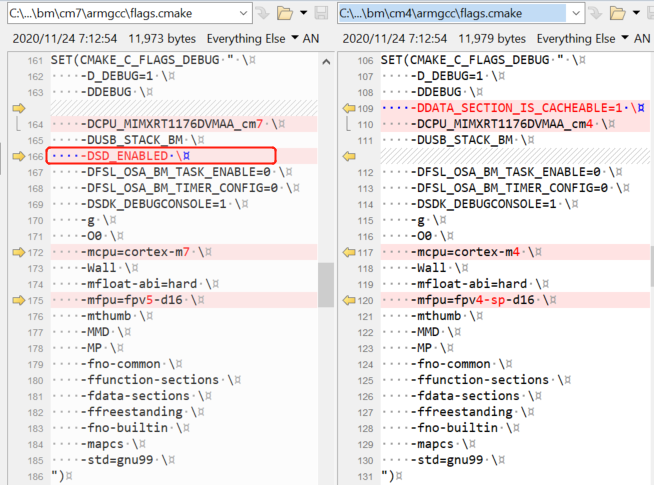 C:\...\bm\cm7\armgcc\flags.cmake
2020/11/24 7:12:54 11,973 bytes Everything Else ▼ AN
161 SET(CMAKE_C_FLAGS_DEBUG·"·\¤
162 ····-D_DEBUG=1·\¤
163 ····-DDEBUG·\¤
164 ····-DCPU_MIMXRT1176DVMAA_cm7·\¤
165 ····-DUSB_STACK_BM·\¤
166 ····-DSD_ENABLED·\¤
167 ····-DFSL_OSA_BM_TASK_ENABLE=0·\¤
168 ····-DFSL_OSA_BM_TIMER_CONFIG=0·\¤
169 ····-DSDK_DEBUGCONSOLE=1·\¤
170 ····-g·\¤
171 ····-O0·\¤
172 ····-mcpu=cortex-m7·\¤
173 ····-Wall·\¤
174 ····-mfloat-abi=hard·\¤
175 ····-mfpu=fpv5-d16·\¤
176 ····-mthumb·\¤
177 ····-MMD·\¤
178 ····-MP·\¤
179 ····-fno-common·\¤
180 ····-ffunction-sections·\¤
181 ····-fdata-sections·\¤
182 ····-ffreestanding·\¤
183 ····-fno-builtin·\¤
184 ····-mapcs·\¤
185 ····-std=gnu99·\¤
186 ")¤
C:\...\bm\cm4\armgcc\flags.cmake
2020/11/24 7:12:54 11,979 bytes Everything Else ▼ AN
106 SET(CMAKE_C_FLAGS_DEBUG·"·\¤
107 ····-D_DEBUG=1·\¤
108 ····-DDEBUG·\¤
109 ····-DDATA_SECTION_IS_CACHEABLE=1·\¤
110 ····-DCPU_MIMXRT1176DVMAA_cm4·\¤
111 ····-DUSB_STACK_BM·\¤
112 ····-DFSL_OSA_BM_TASK_ENABLE=0·\¤
113 ····-DFSL_OSA_BM_TIMER_CONFIG=0·\¤
114 ····-DSDK_DEBUGCONSOLE=1·\¤
115 ····-g·\¤
116 ····-O0·\¤
117 ····-mcpu=cortex-m4·\¤
118 ····-Wall·\¤
119 ····-mfloat-abi=hard·\¤
120 ····-mfpu=fpv4-sp-d16·\¤
121 ····-mthumb·\¤
122 ····-MMD·\¤
123 ····-MP·\¤
124 ····-fno-common·\¤
125 ····-ffunction-sections·\¤
126 ····-fdata-sections·\¤
127 ····-ffreestanding·\¤
128 ····-fno-builtin·\¤
129 ····-mapcs·\¤
130 ····-std=gnu99·\¤
131 ")¤